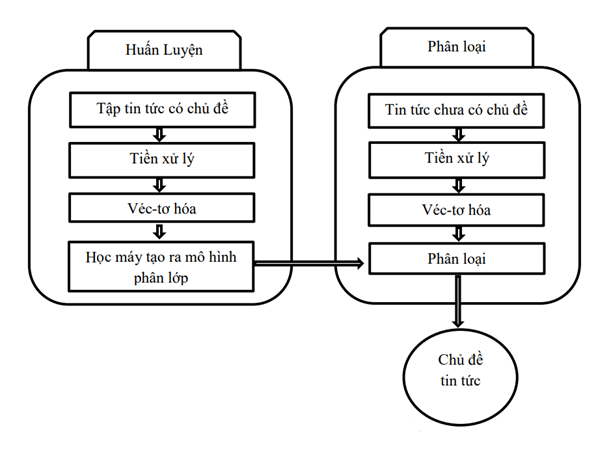 Huấn Luyện
Tập tin tức có chủ đề
Tiền xử lý
Véc-tơ hóa
Học máy tạo ra mô hình
phân lớp
Phân loại
Tin tức chưa có chủ đề
Tiền xử lý
Véc-tơ hóa
Phân loại
Chủ đề
tin tức